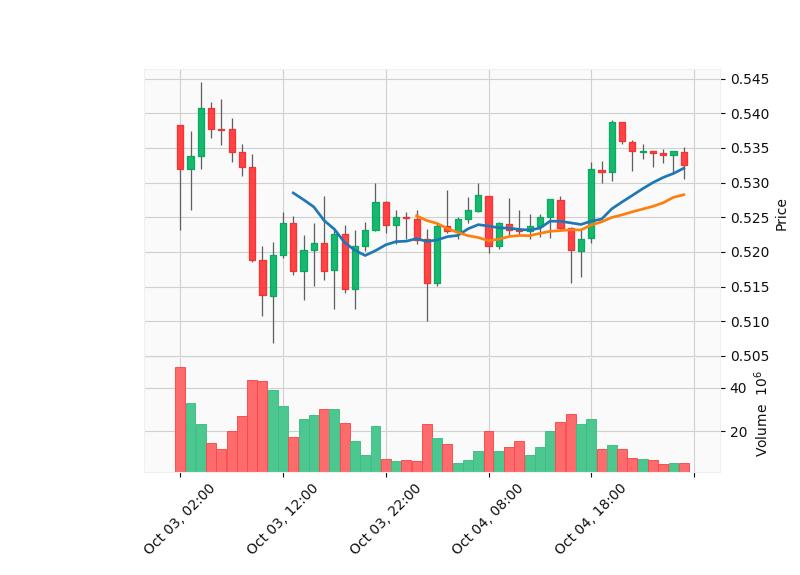 0.545
0.540
0.535
0.530
0.525
0.520
0.515
0.510
0.505
Price
40
20
Volume 10^6
Oct 03, 02:00
Oct 03, 12:00
Oct 03, 22:00
Oct 04, 08:00
Oct 04, 18:00